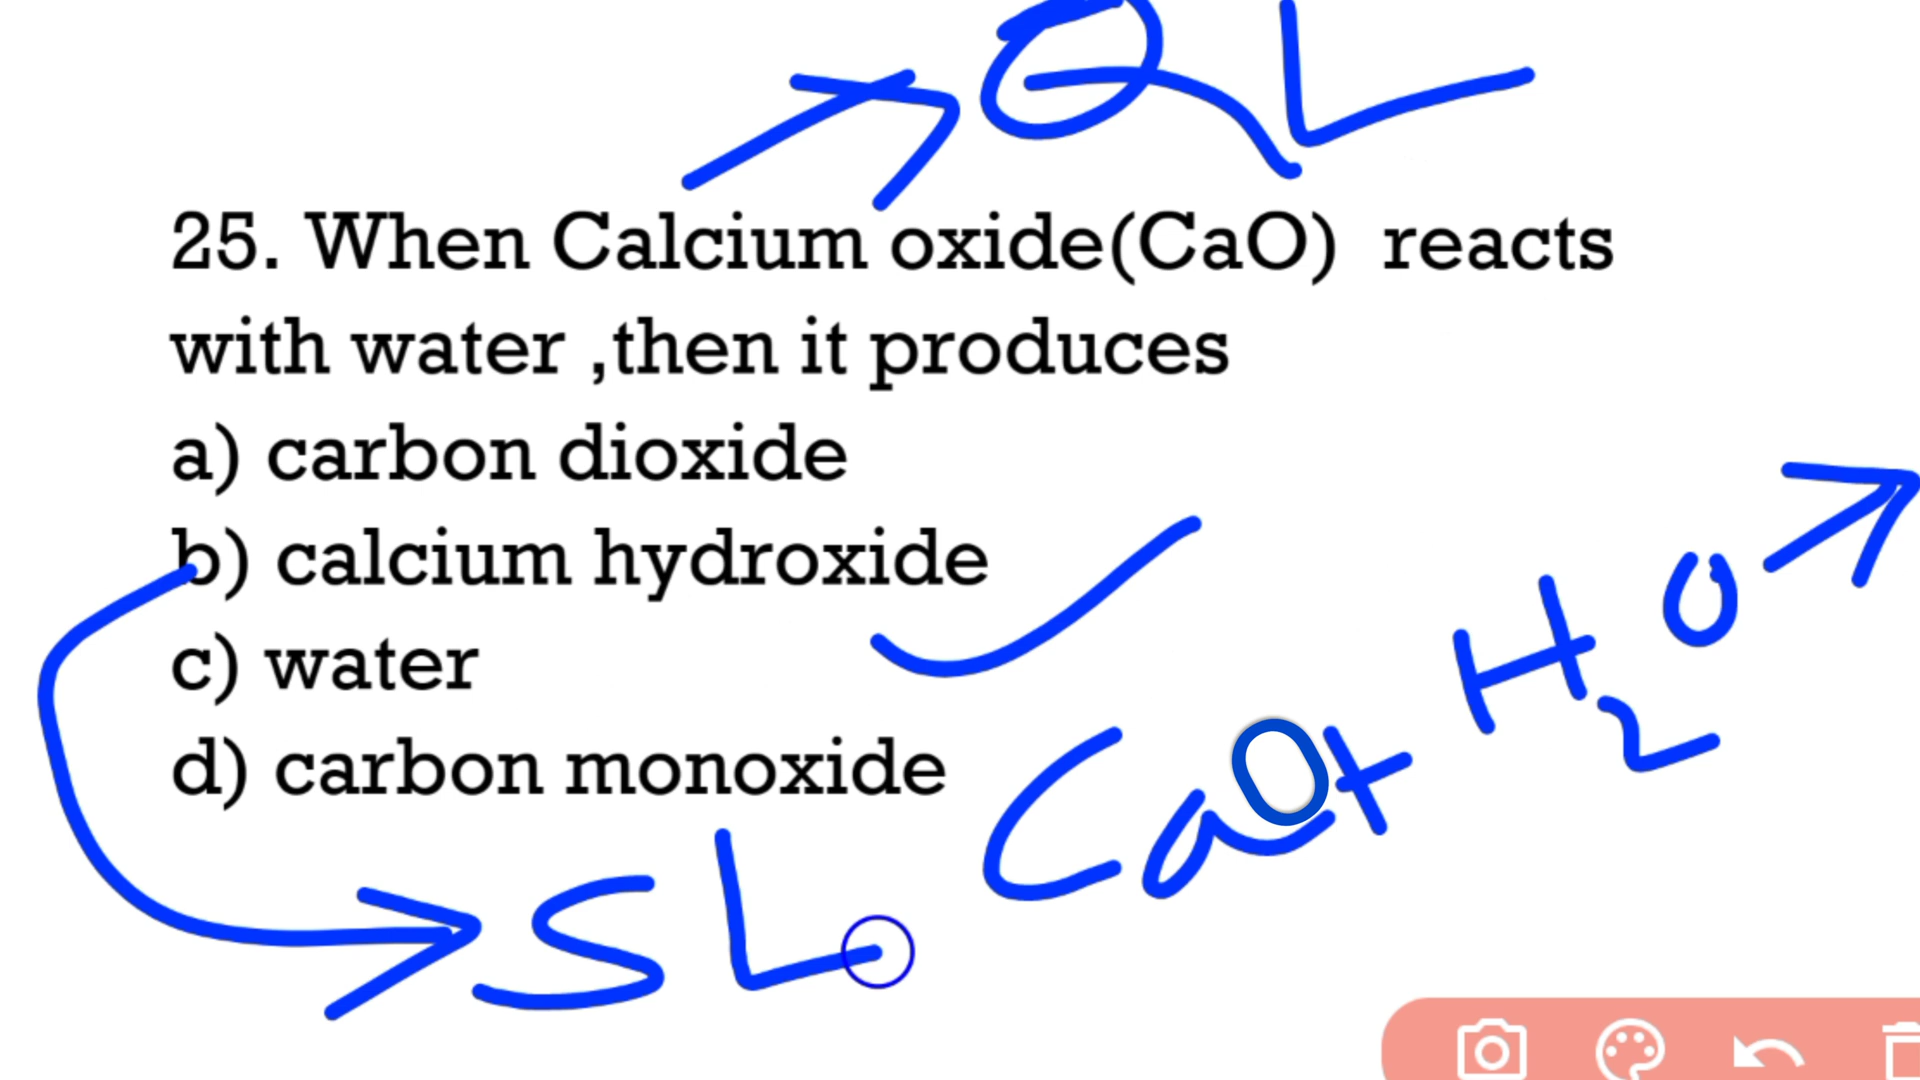 QL
25. When Calcium oxide(CaO) reacts
with water ,then it produces
a) carbon dioxide
b) calcium hydroxide
c) water
d) carbon monoxide
CaO+ H2O →
SL